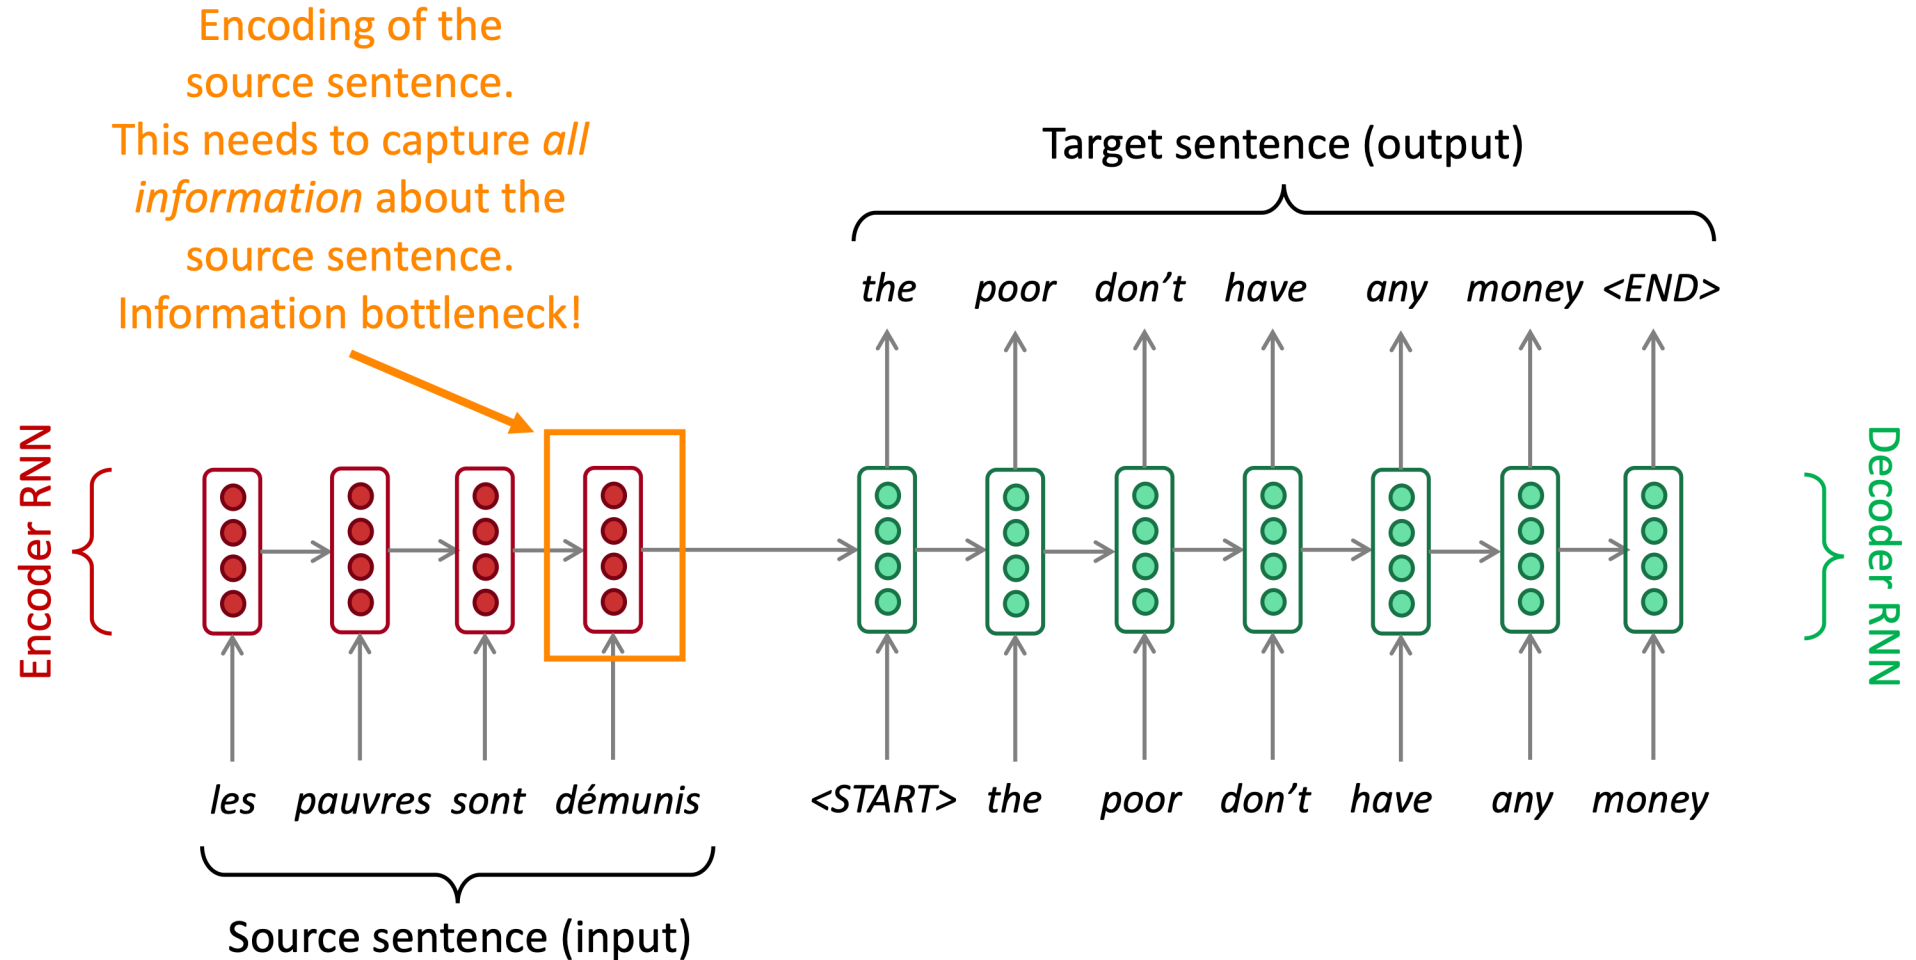 Encoding of the
source sentence.
This needs to capture all
information about the
source sentence.
Information bottleneck!
Target sentence (output)
the poor don’t have any money <END>
Encoder RNN
Decoder RNN
les pauvres sont démunis
<START> the poor don’t have any money
Source sentence (input)